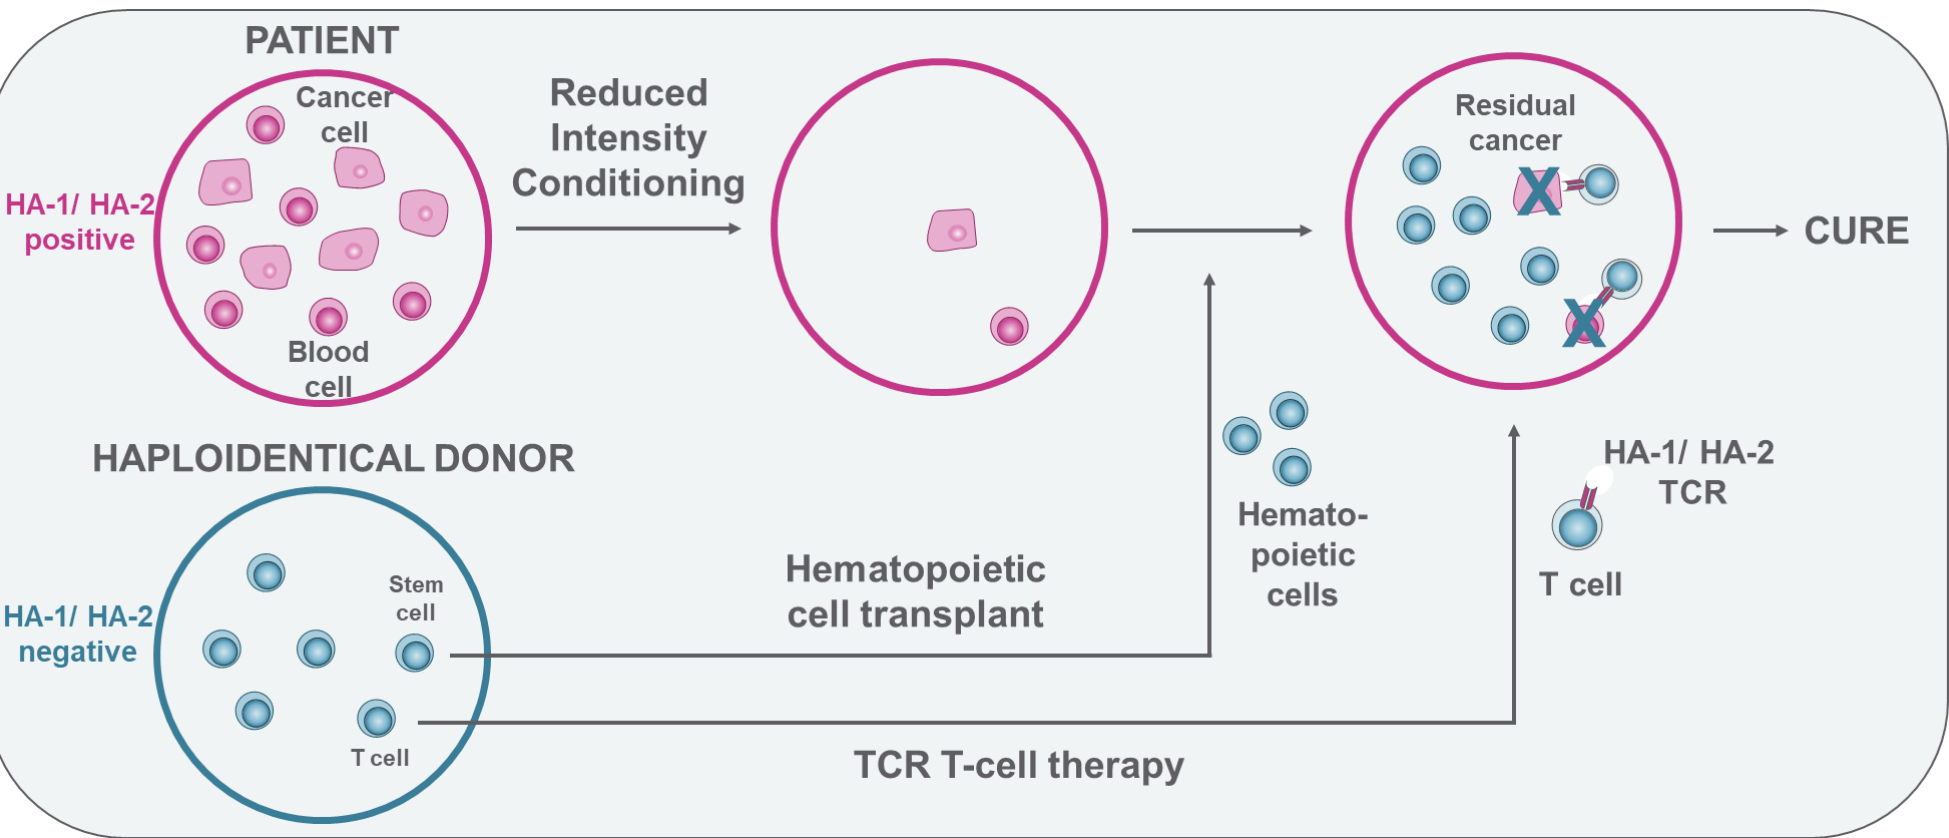 PATIENT
Cancer
cell
HA-1/ HA-2
positive
Blood
cell
Reduced
Intensity
Conditioning
Residual
cancer
CURE
HAPLOIDENTICAL DONOR
HA-1/ HA-2
negative
Stem
cell
T cell
Hematopoietic
cell transplant
TCR T-cell therapy
Hemato-
poietic
cells
HA-1/ HA-2
TCR
T cell
X
X